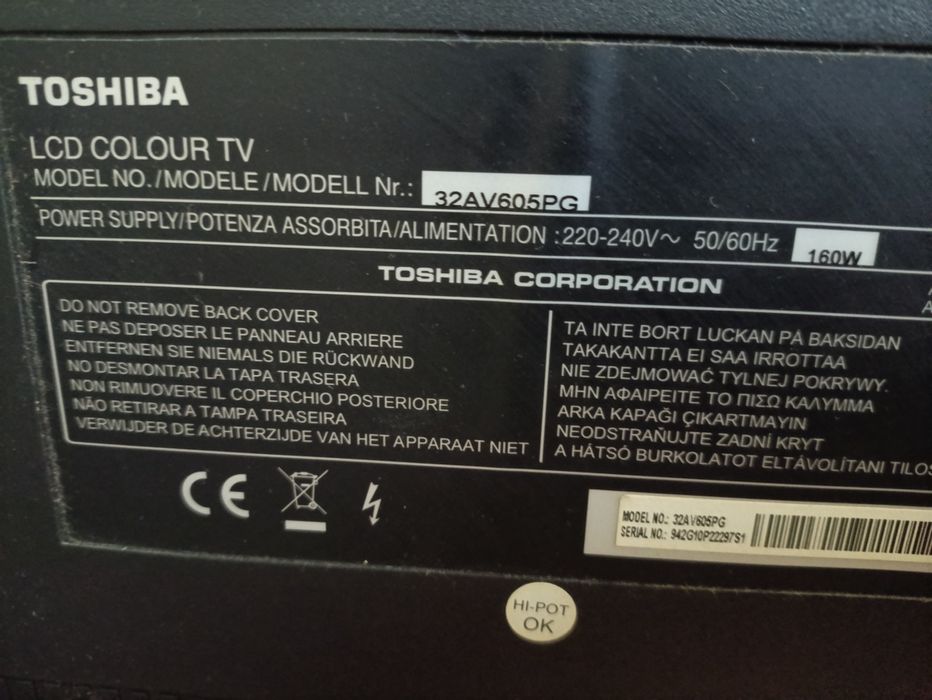 TOSHIBA
LCD COLOUR TV
MODEL NO./MODELE/MODELL Nr.: 32AV605PG
POWER SUPPLY/POTENZA ASSORBITA/ALIMENTATION :220-240V~ 50/60Hz 160W
TOSHIBA CORPORATION
DO NOT REMOVE BACK COVER
NE PAS DEPOSER LE PANNEAU ARRIERE
ENTFERNEN SIE NIEMALS DIE RÜCKWAND
NO DESMONTAR LA TAPA TRASERA
NON RIMUOVERE IL COPERCHIO POSTERIORE
NÃO RETIRAR A TAMPA TRASEIRA
VERWIJDER DE ACHTERZIJDE VAN HET APPARAAT NIET
TA INTE BORT LUCKAN PÅ BAKSIDAN
TAKAKANTTA EI SAA IRROTTAA
NIE ZDEJMOWAĆ TYLNEJ POKRYWY.
ΜΗΝ ΑΦΑΙΡΕΙΤΕ ΤΟ ΠΙΣΩ ΚΑΛΥΜΜΑ
ARKA KAPAĞI ÇIKARTMAYIN
NEODSTRAŇUJTE ZADNÍ KRYT
A HÁTSÓ BURKOLATOT ELTÁVOLÍTANI TILOS
CE
MODEL NO.: 32AV605PG
SERIAL NO.: 942G10P22297S1
HI-POT
OK